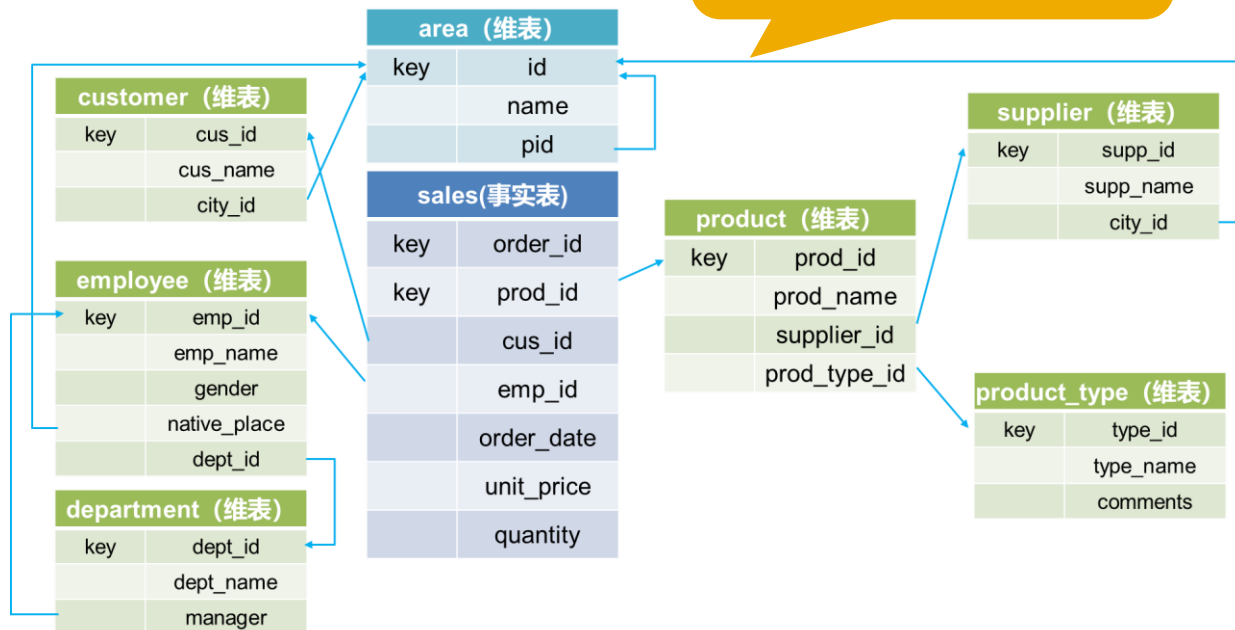 area（维表）
key id
name
pid
customer（维表）
key cus_id
cus_name
city_id
employee（维表）
key emp_id
emp_name
gender
native_place
dept_id
department（维表）
key dept_id
dept_name
manager
sales(事实表)
key order_id
key prod_id
cus_id
emp_id
order_date
unit_price
quantity
product（维表）
key prod_id
prod_name
supplier_id
prod_type_id
supplier（维表）
key supp_id
supp_name
city_id
product_type（维表）
key type_id
type_name
comments